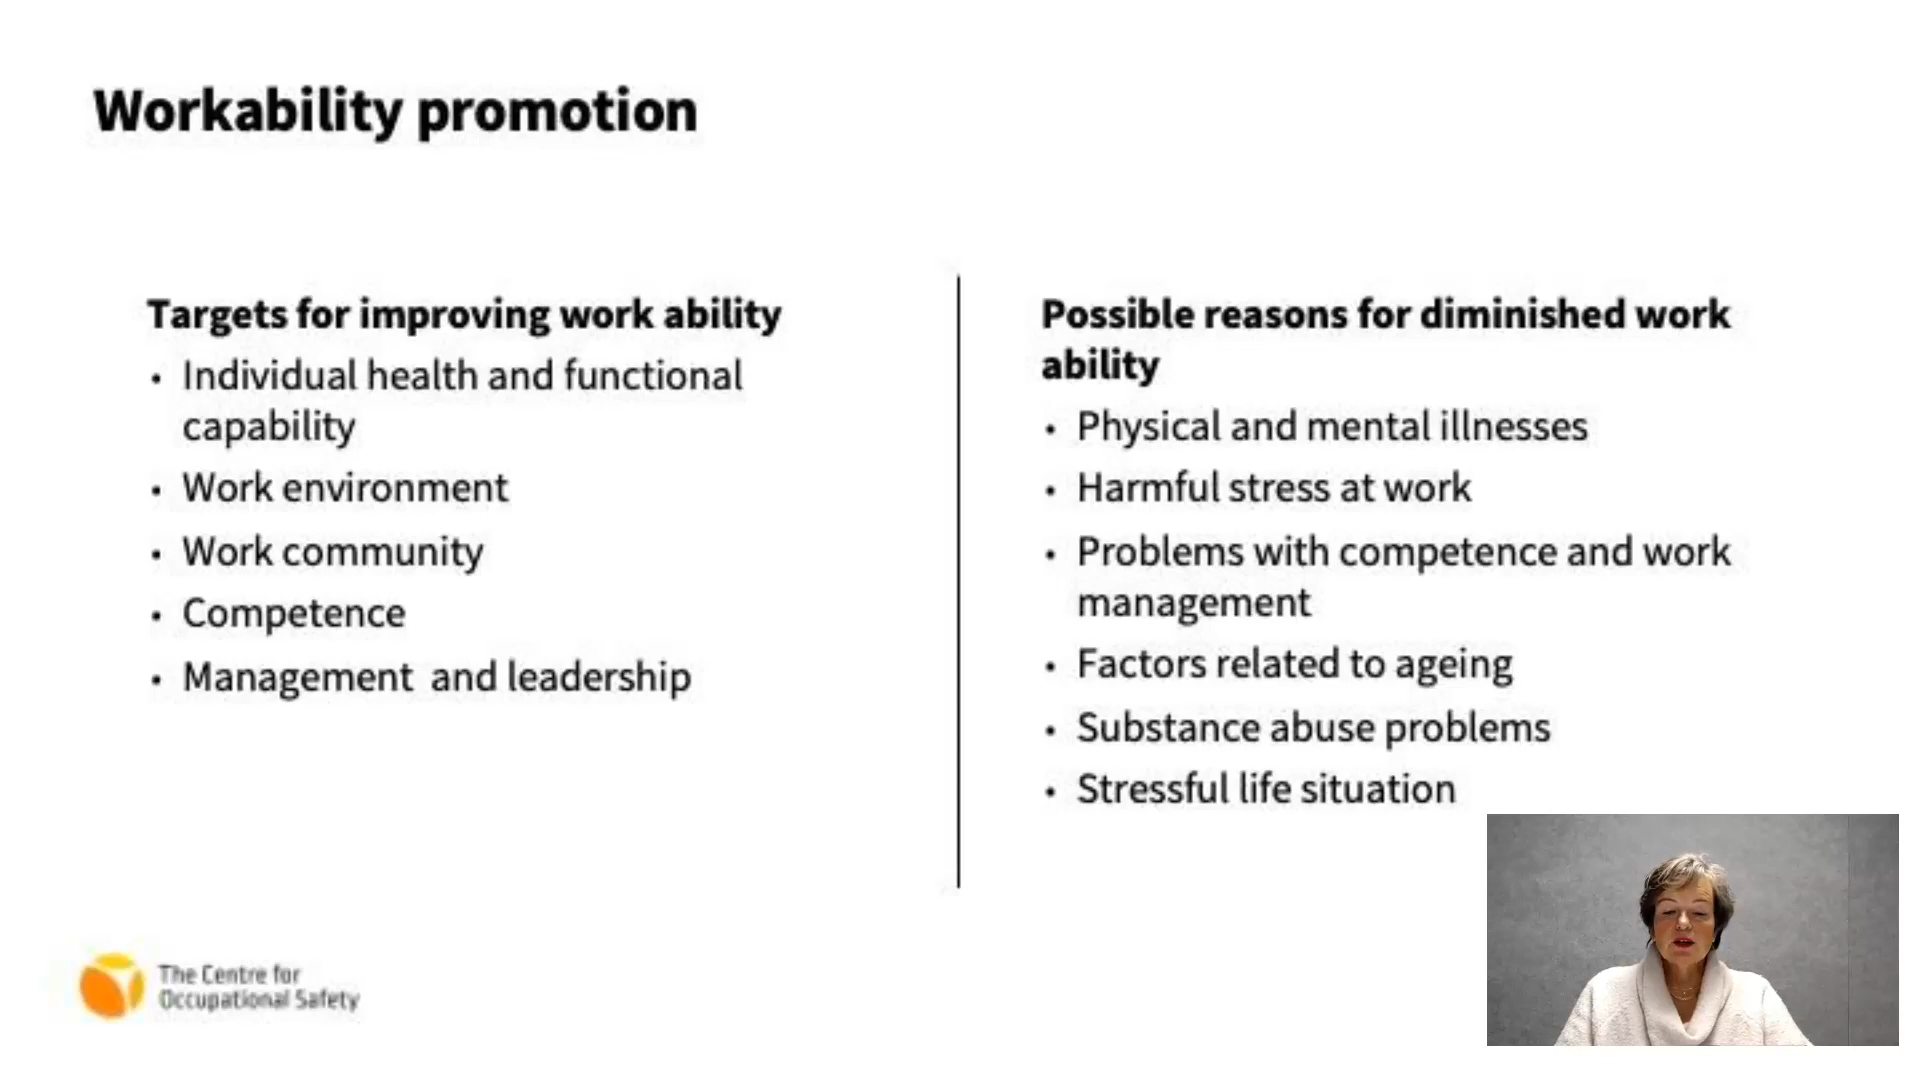 Workability promotion
Targets for improving work ability
• Individual health and functional
capability
• Work environment
• Work community
• Competence
• Management  and leadership
Possible reasons for diminished work
ability
• Physical and mental illnesses
• Harmful stress at work
• Problems with competence and work
management
• Factors related to ageing
• Substance abuse problems
• Stressful life situation
The Centre for
Occupational Safety